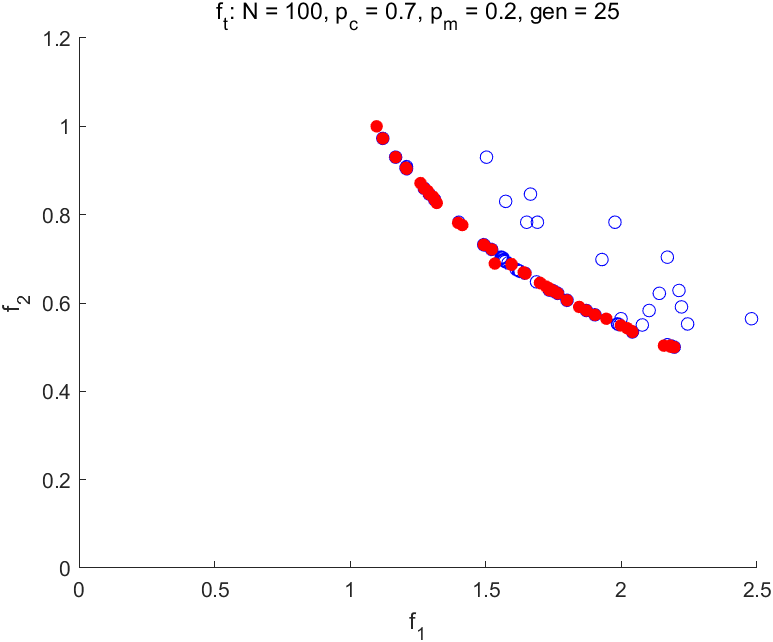 f_t: N = 100, p_c = 0.7, p_m = 0.2, gen = 25
1.2
1
0.8
0.6
0.4
0.2
0
f_2
0 0.5 1 1.5 2 2.5
f_1